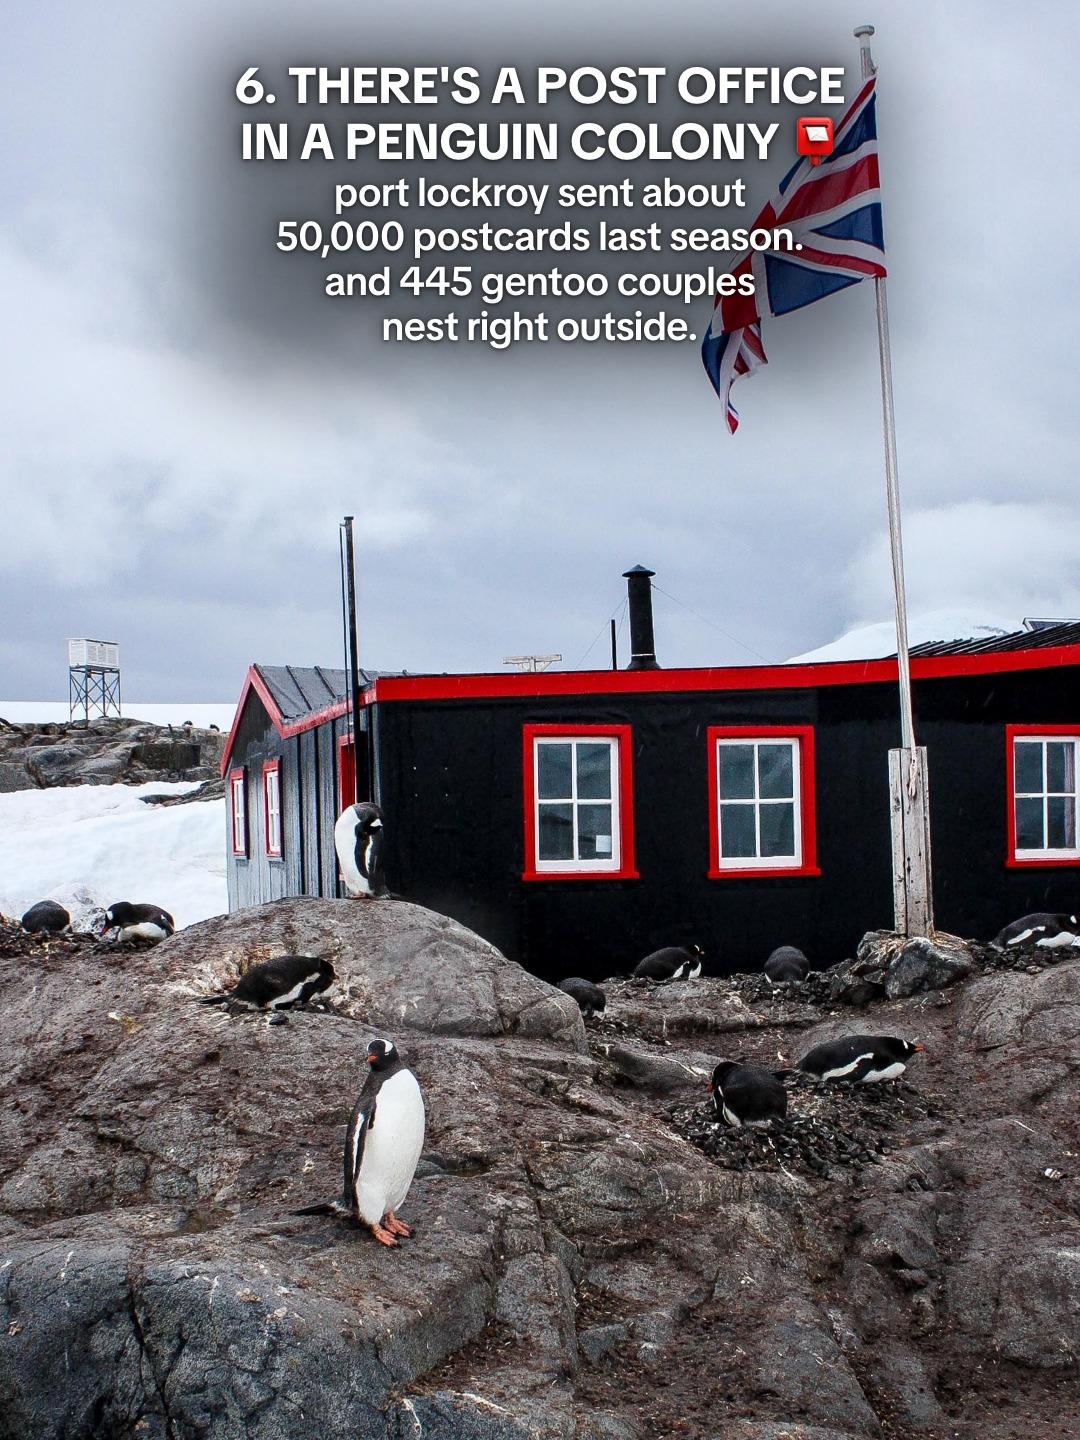 6. THERE'S A POST OFFICE
IN A PENGUIN COLONY 📮
port lockroy sent about
50,000 postcards last season.
and 445 gentoo couples
nest right outside.